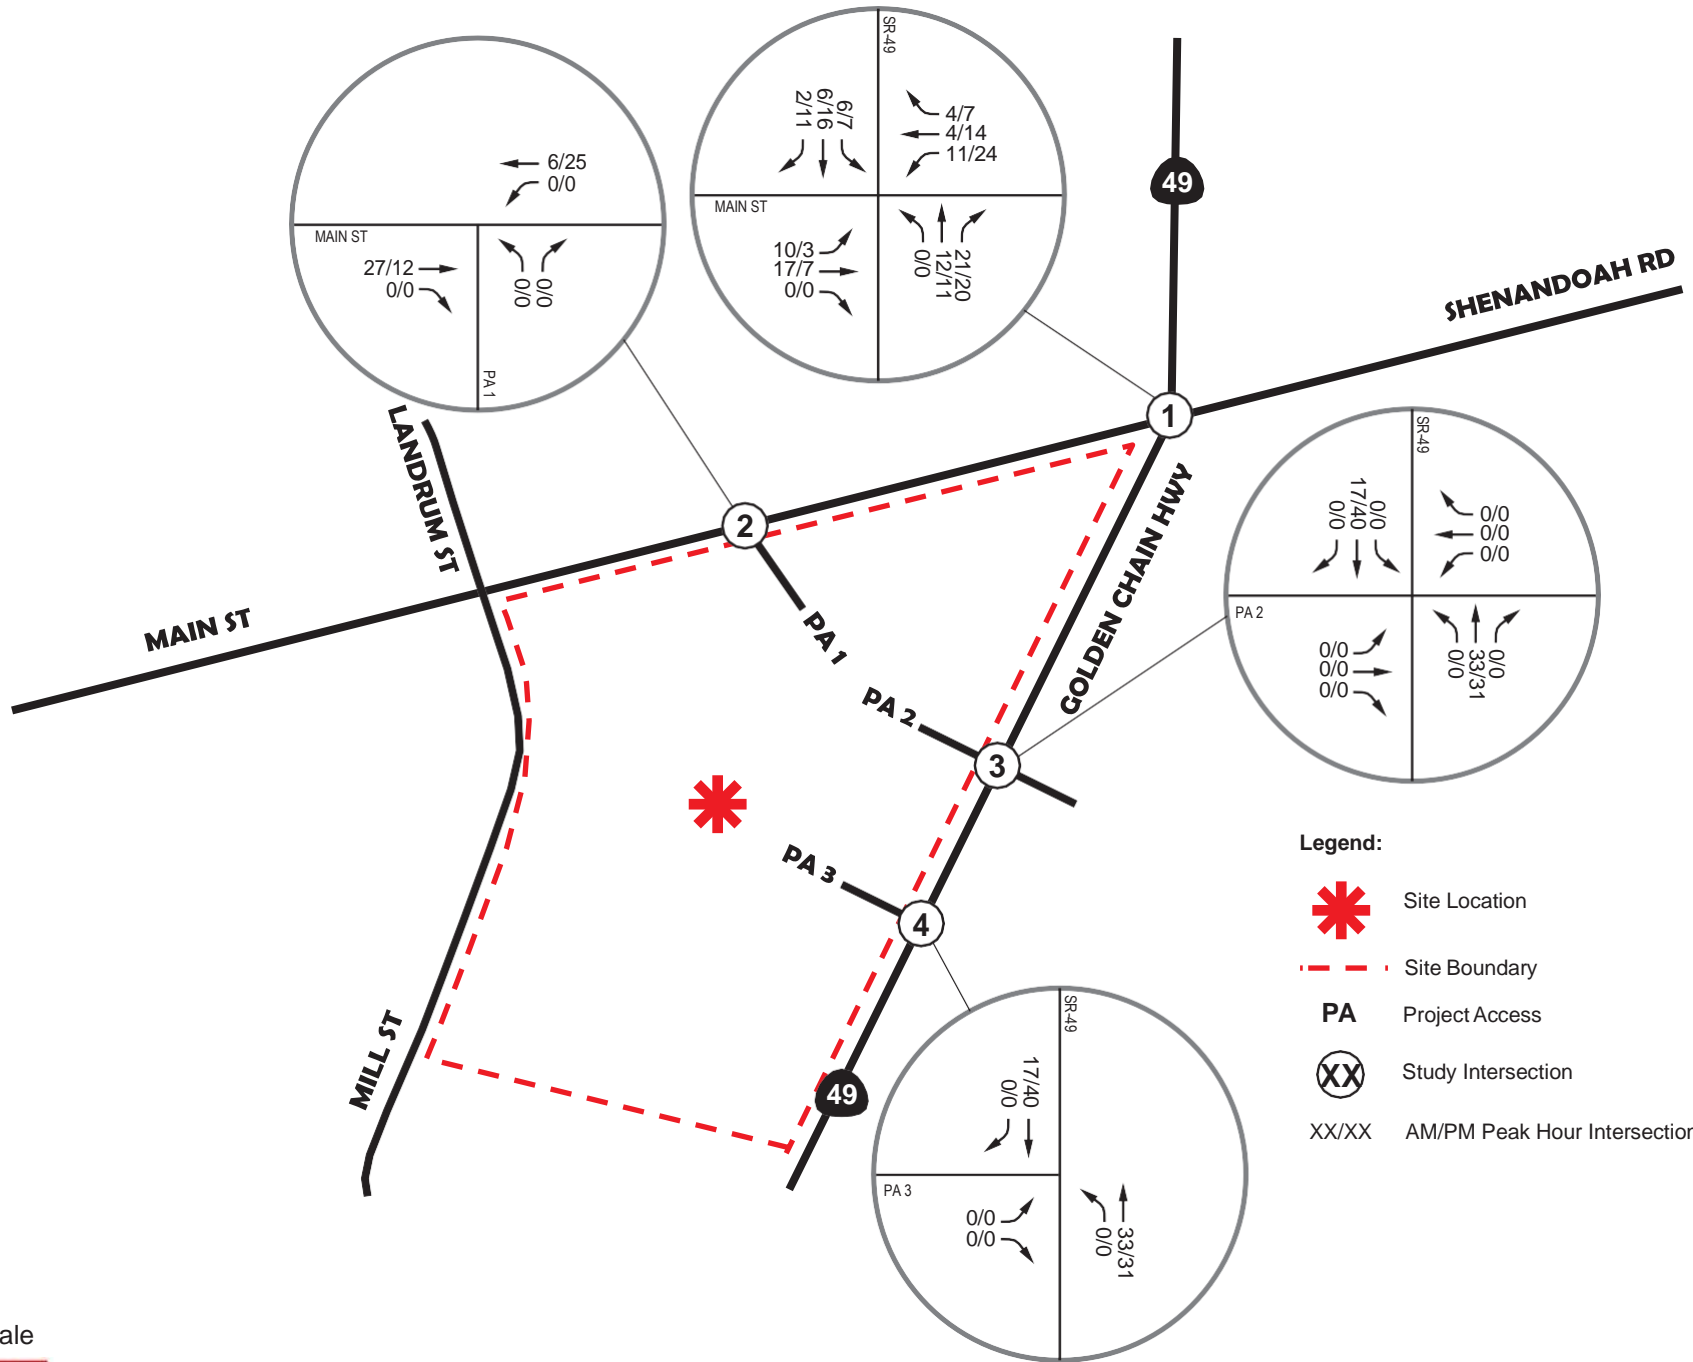 SR-49
6/7
6/16
2/11
4/7
4/14
11/24
MAIN ST
10/3
17/7
0/0
0/0
12/11
21/20
6/25
0/0
MAIN ST
27/12
0/0
0/0
0/0
PA 1
49
SHENANDOAH RD
1
LANDRUM ST
2
MAIN ST
PA 1
GOLDEN CHAIN HWY
PA 2
3
SR-49
0/0
17/40
0/0
0/0
0/0
0/0
PA 2
0/0
0/0
0/0
0/0
33/31
0/0
PA 3
4
MILL ST
49
SR-49
17/40
0/0
PA 3
0/0
0/0
0/0
33/31
Legend:
Site Location
Site Boundary
PA Project Access
XX Study Intersection
XX/XX AM/PM Peak Hour Intersection
ale